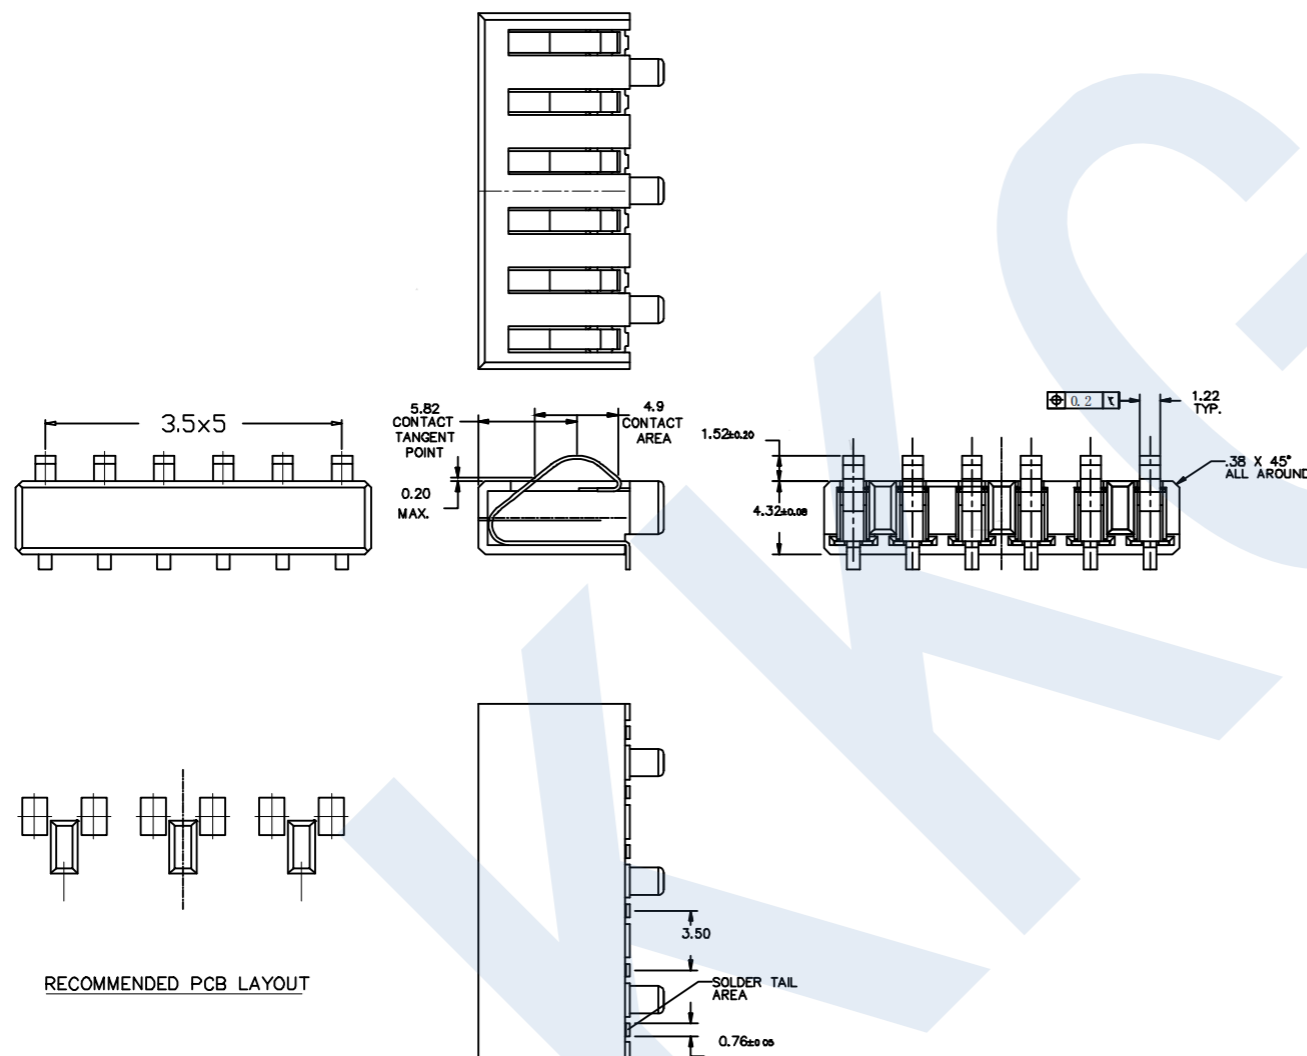 3.5x5
5.82
CONTACT
TANGENT
POINT
4.9
CONTACT
AREA
0.20
MAX.
0.2
1.22
TYP.
1.52±0.20
.38 X 45°
ALL AROUND
4.32±0.08
3.50
SOLDER TAIL
AREA
0.76±0.05
RECOMMENDED PCB LAYOUT
KKG